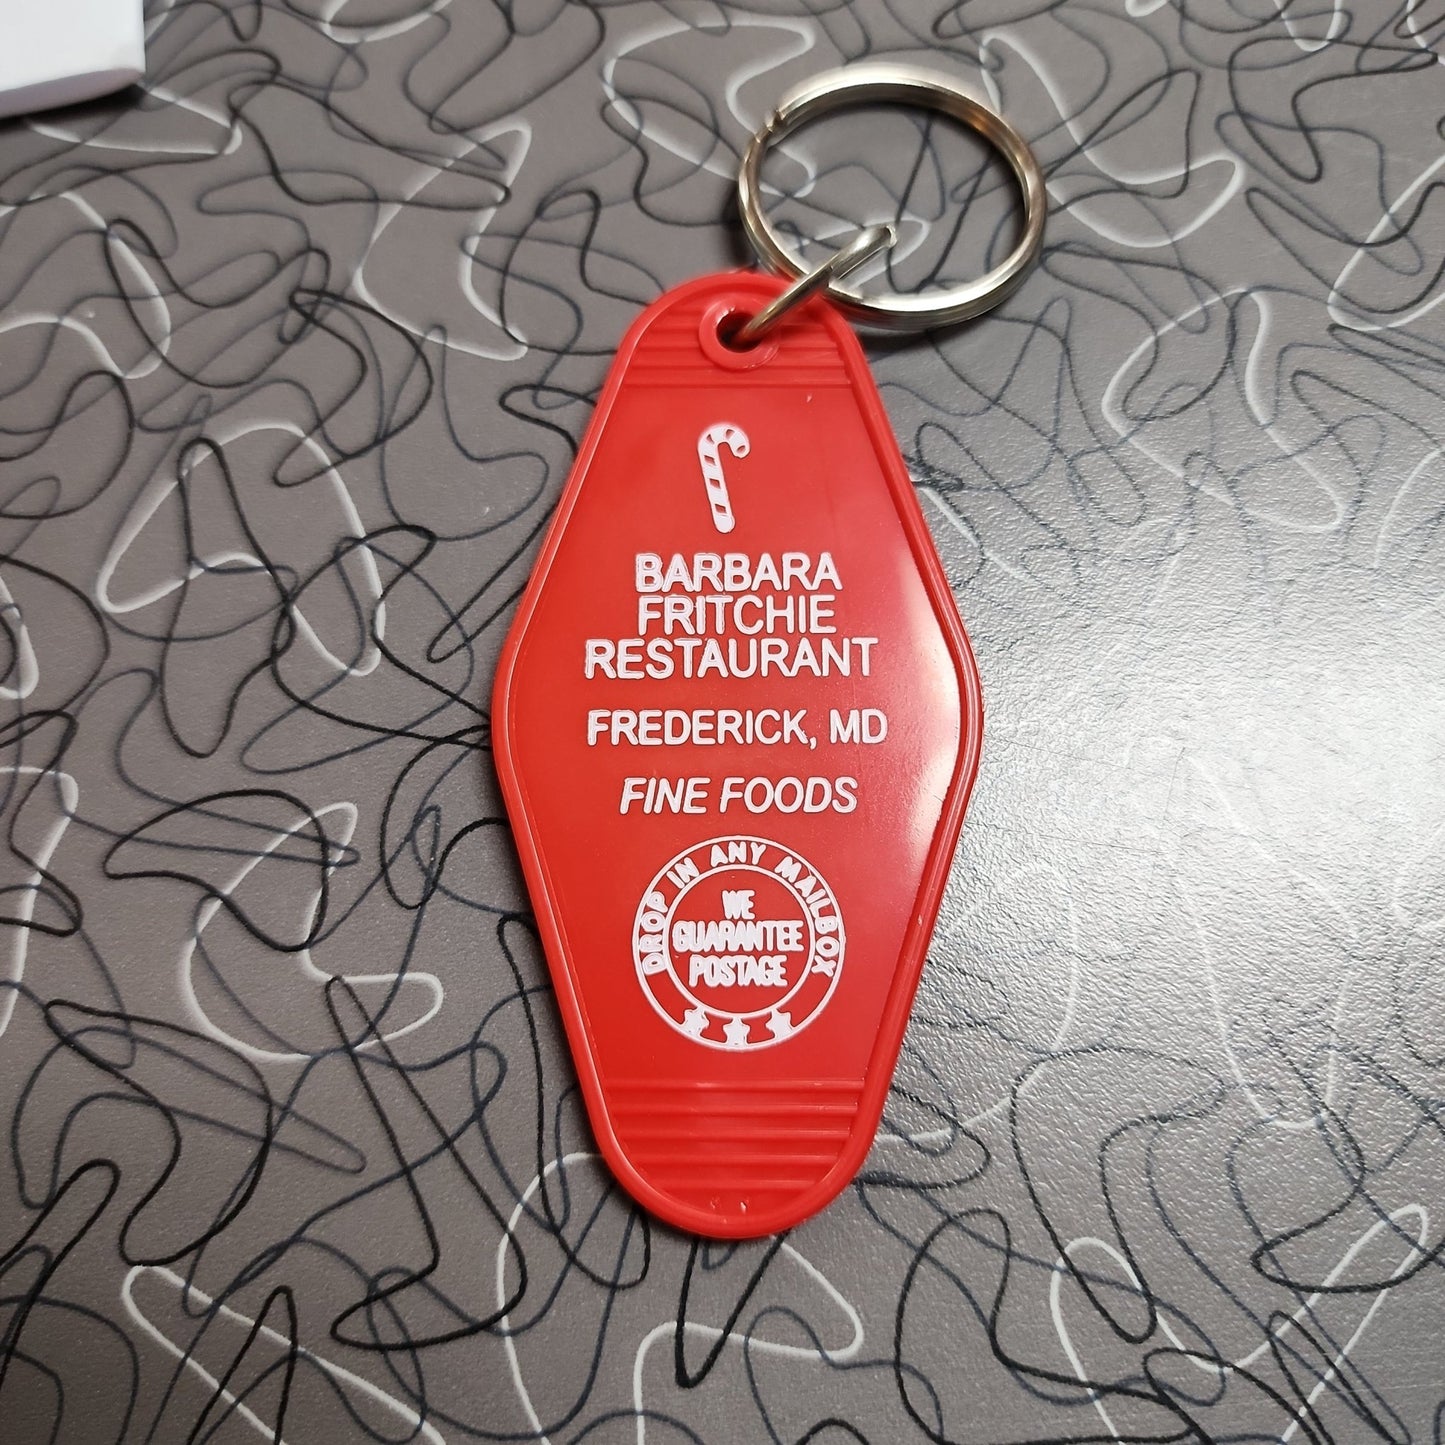 BARBARA
FRITCHIE
RESTAURANT
FREDERICK, MD
FINE FOODS
DROP IN ANY MAILBOX
WE
GUARANTEE
POSTAGE